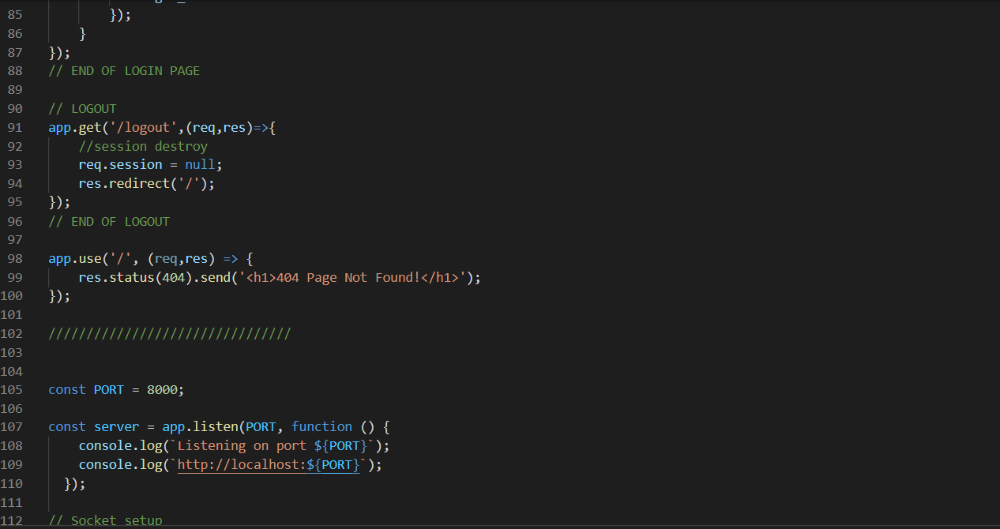 85 });
86 }
87 });
88 // END OF LOGIN PAGE
89
90 // LOGOUT
91 app.get('/logout',(req,res)=>{
92 //session destroy
93 req.session = null;
94 res.redirect('/');
95 });
96 // END OF LOGOUT
97
98 app.use('/', (req,res) => {
99 res.status(404).send('<h1>404 Page Not Found!</h1>');
100 });
101
102 ////////////////////////////////
103
104
105 const PORT = 8000;
106
107 const server = app.listen(PORT, function () {
108 console.log(`Listening on port ${PORT}`);
109 console.log(`http://localhost:${PORT}`);
110 });
111
112 // Socket setup